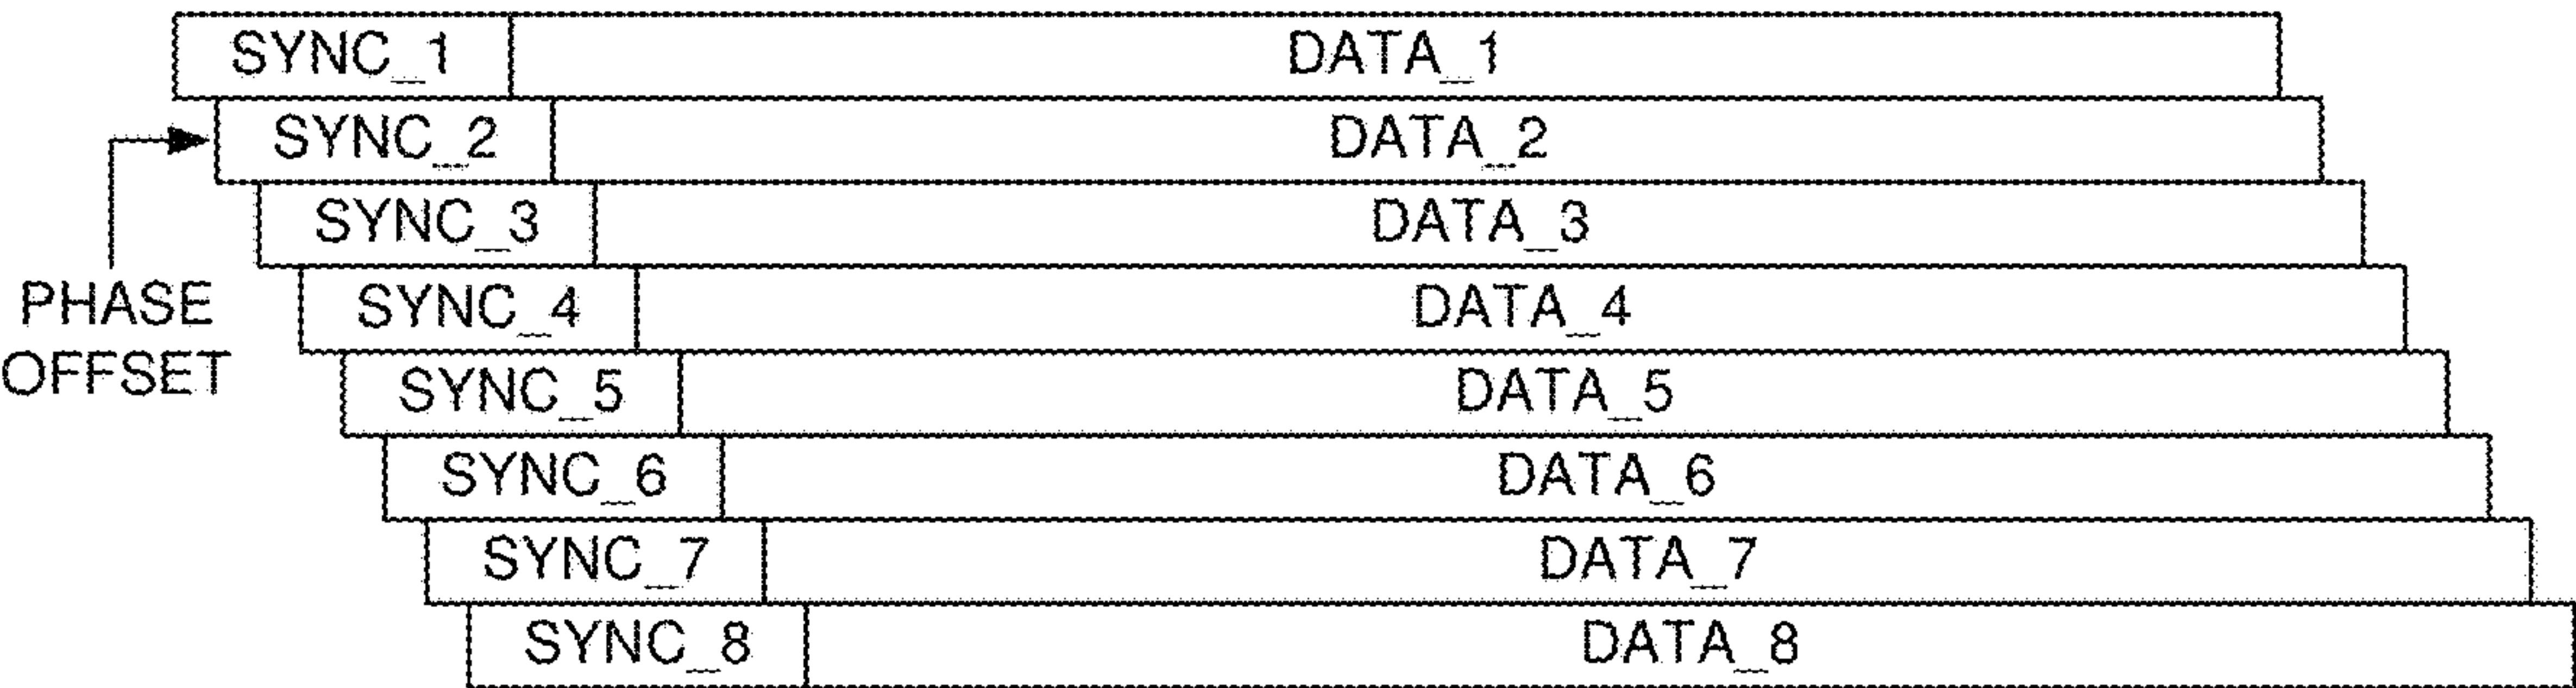 SYNC_1 DATA_1
SYNC_2 DATA_2
SYNC_3 DATA_3
PHASE
OFFSET
SYNC_4 DATA_4
SYNC_5 DATA_5
SYNC_6 DATA_6
SYNC_7 DATA_7
SYNC_8 DATA_8